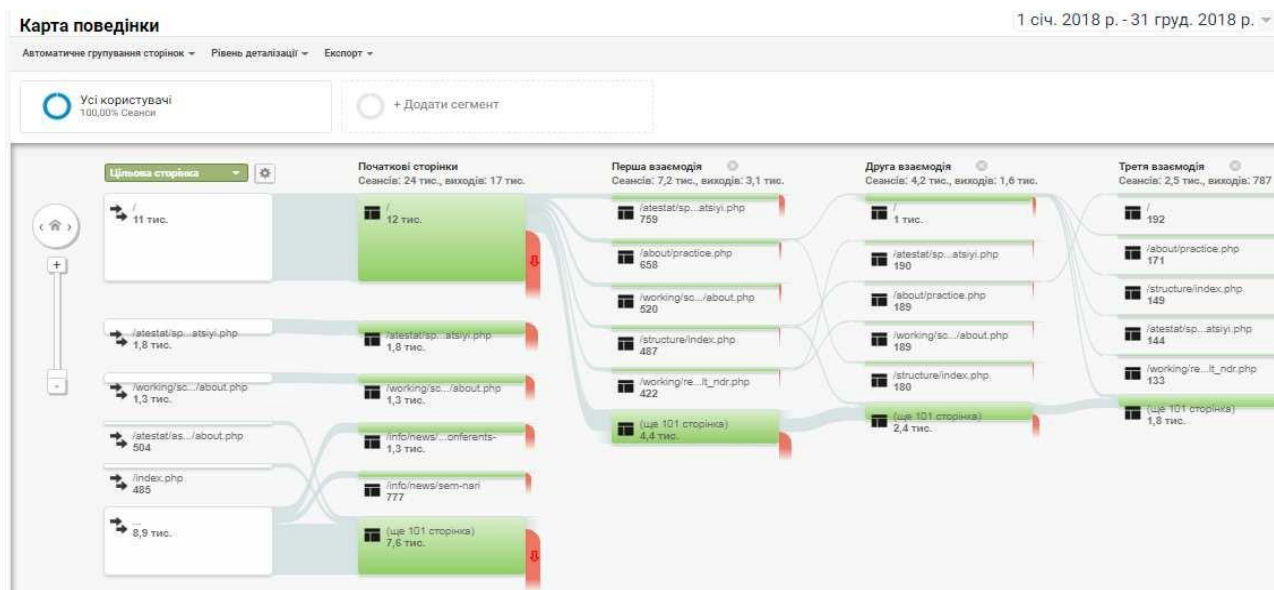 Карта поведінки
1 січ. 2018 р. - 31 груд. 2018 р.
Автоматичне групування сторінок
Рівень деталізації
Експорт
Усі користувачі
100,00% Сеанси
+ Додати сегмент
Цільова сторінка
/
11 тис.
/atestat/sp...atsiyi.php
1,8 тис.
/working/sc.../about.php
1,3 тис.
/atestat/as.../about.php
504
/index.php
485
...
8,9 тис.
Початкові сторінки
Сеансів: 24 тис., виходів: 17 тис.
/
12 тис.
/atestat/sp...atsiyi.php
1,8 тис.
/working/sc.../about.php
1,3 тис.
/info/news/...onferents-
1,3 тис.
/info/news/sem-nari
777
(ще 101 сторінка)
7,6 тис.
Перша взаємодія
Сеансів: 7,2 тис., виходів: 3,1 тис.
/atestat/sp...atsiyi.php
759
/about/practice.php
658
/working/sc.../about.php
520
/structure/index.php
487
/working/re...lt_ndr.php
422
(ще 101 сторінка)
4,4 тис.
Друга взаємодія
Сеансів: 4,2 тис., виходів: 1,6 тис.
/
1 тис.
/atestat/sp...atsiyi.php
190
/about/practice.php
189
/working/sc.../about.php
189
/structure/index.php
180
(ще 101 сторінка)
2,4 тис.
Третя взаємодія
Сеансів: 2,5 тис., виходів: 787
/
192
/about/practice.php
171
/structure/index.php
149
/atestat/sp...atsiyi.php
144
/working/re...lt_ndr.php
133
(ще 101 сторінка)
1,8 тис.